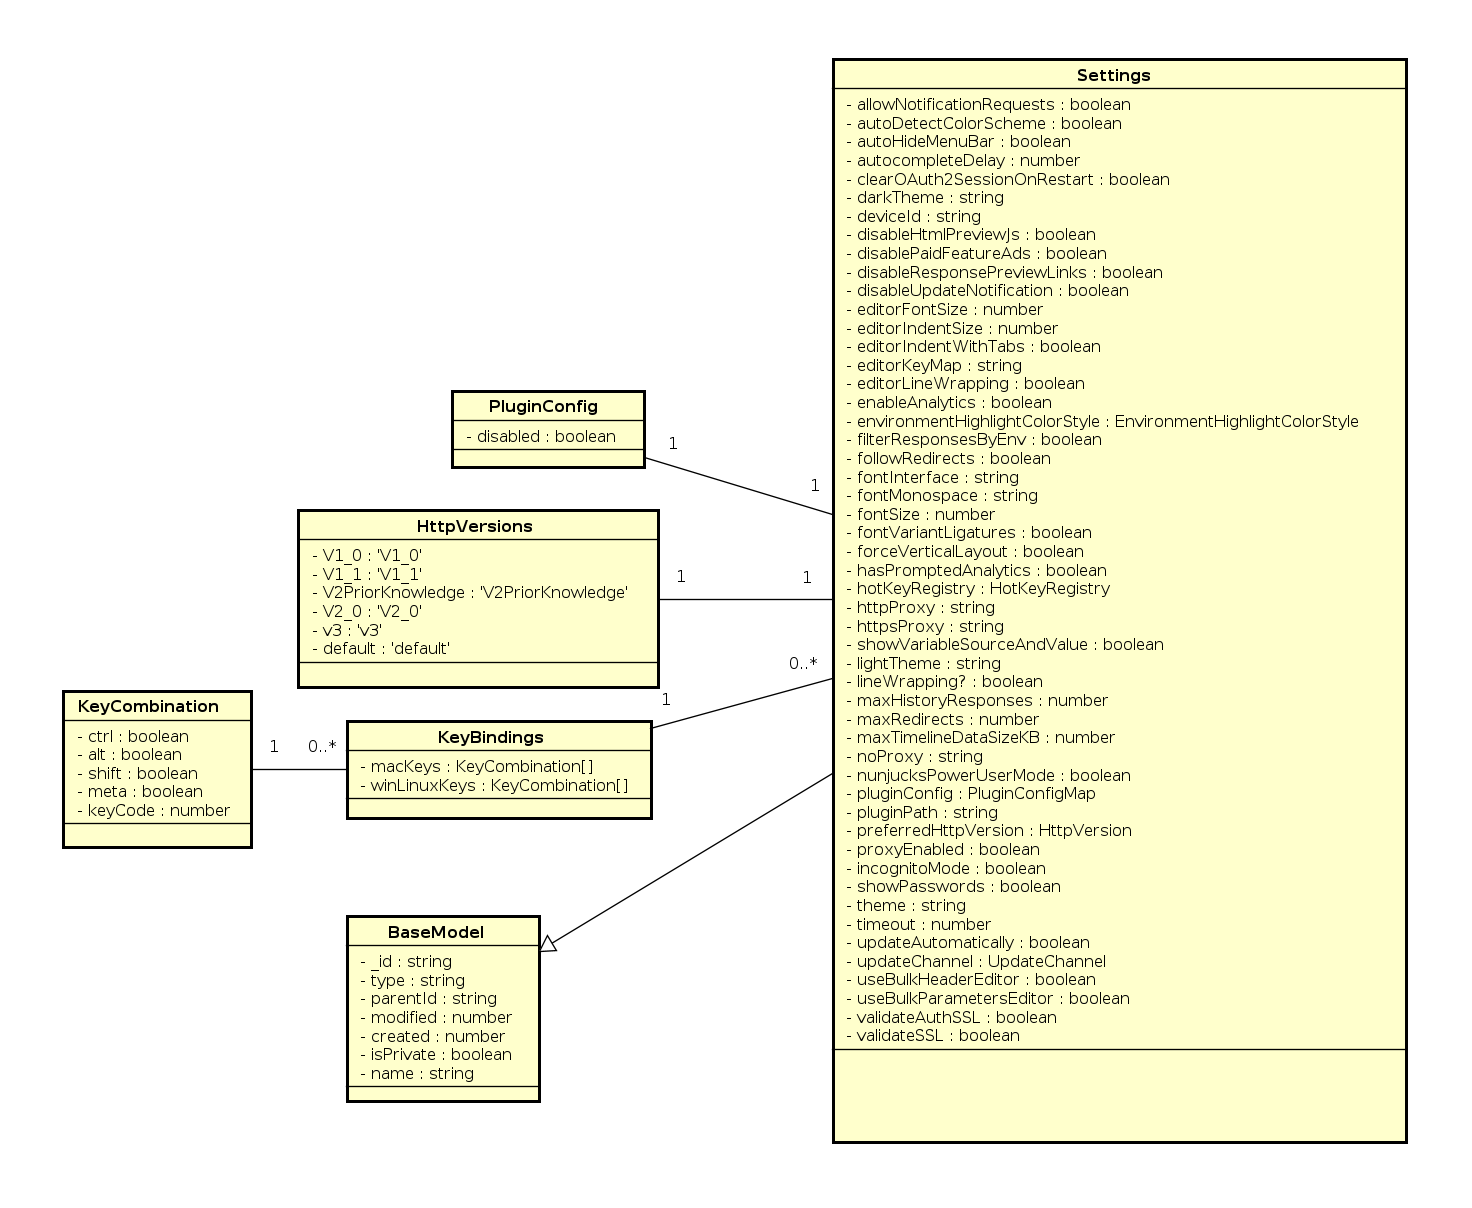 Settings
- allowNotificationRequests : boolean
- autoDetectColorScheme : boolean
- autoHideMenuBar : boolean
- autocompleteDelay : number
- clearOAuth2SessionOnRestart : boolean
- darkTheme : string
- deviceId : string
- disableHtmlPreviewJs : boolean
- disablePaidFeatureAds : boolean
- disableResponsePreviewLinks : boolean
- disableUpdateNotification : boolean
- editorFontSize : number
- editorIndentSize : number
- editorIndentWithTabs : boolean
- editorKeyMap : string
- editorLineWrapping : boolean
- enableAnalytics : boolean
- environmentHighlightColorStyle : EnvironmentHighlightColorStyle
- filterResponsesByEnv : boolean
- followRedirects : boolean
- fontInterface : string
- fontMonospace : string
- fontSize : number
- fontVariantLigatures : boolean
- forceVerticalLayout : boolean
- hasPromptedAnalytics : boolean
- hotKeyRegistry : HotKeyRegistry
- httpProxy : string
- httpsProxy : string
- showVariableSourceAndValue : boolean
- lightTheme : string
- lineWrapping? : boolean
- maxHistoryResponses : number
- maxRedirects : number
- maxTimelineDataSizeKB : number
- noProxy : string
- nunjucksPowerUserMode : boolean
- pluginConfig : PluginConfigMap
- pluginPath : string
- preferredHttpVersion : HttpVersion
- proxyEnabled : boolean
- incognitoMode : boolean
- showPasswords : boolean
- theme : string
- timeout : number
- updateAutomatically : boolean
- updateChannel : UpdateChannel
- useBulkHeaderEditor : boolean
- useBulkParametersEditor : boolean
- validateAuthSSL : boolean
- validateSSL : boolean
PluginConfig
- disabled : boolean
1
1
HttpVersions
- V1_0 : 'V1_0'
- V1_1 : 'V1_1'
- V2PriorKnowledge : 'V2PriorKnowledge'
- V2_0 : 'V2_0'
- v3 : 'v3'
- default : 'default'
1
1
KeyCombination
- ctrl : boolean
- alt : boolean
- shift : boolean
- meta : boolean
- keyCode : number
1
0..*
KeyBindings
- macKeys : KeyCombination[]
- winLinuxKeys : KeyCombination[]
1
0..*
BaseModel
- _id : string
- type : string
- parentId : string
- modified : number
- created : number
- isPrivate : boolean
- name : string